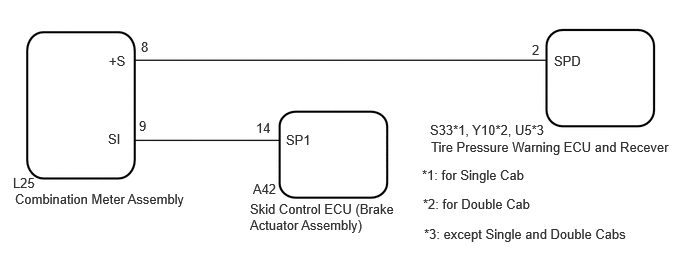 8
2
+S
SPD
9
14
SI
SP1
S33*1, Y10*2, U5*3
Tire Pressure Warning ECU and Recever
*1: for Single Cab
L25
Combination Meter Assembly
A42
Skid Control ECU (Brake
Actuator Assembly)
*2: for Double Cab
*3: except Single and Double Cabs